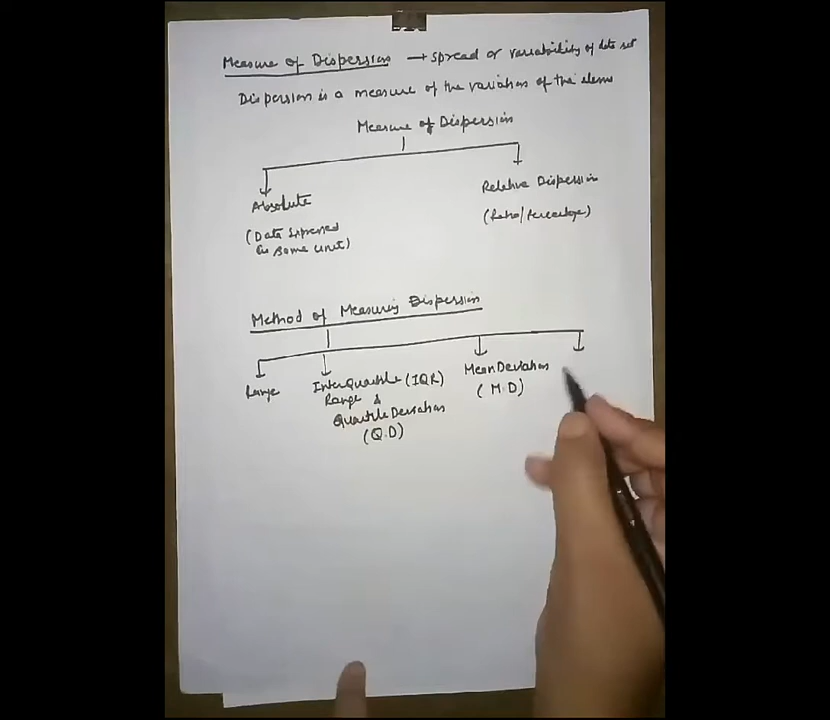 Measure of Dispersion → spread or variability of data set
Dispersion is a measure of the variation of the items
Measure of Dispersion
Absolute
Relative Dispersion
(Data Expressed
in same unit)
(Ratio/Percentage)
Method of Measuring Dispersion
Range
InterQuartile (IQR)
Range &
Quartile Deviation
(Q.D)
Mean Deviation
(M.D)